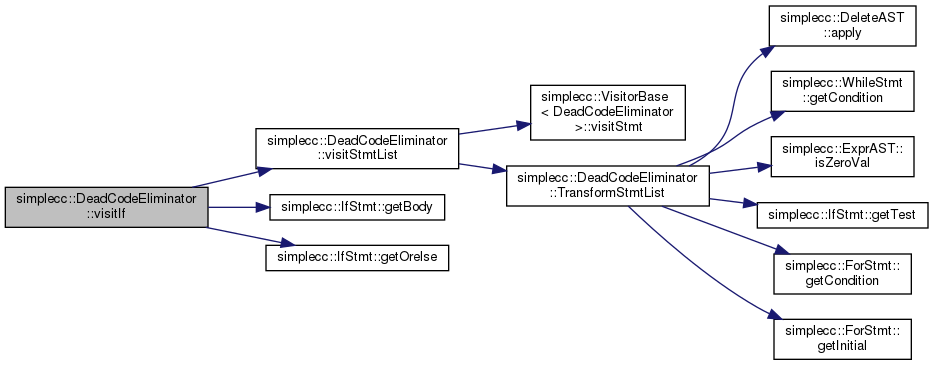 simplecc::DeadCodeEliminator
::visitIf
simplecc::DeadCodeEliminator
::visitStmtList
simplecc::IfStmt::getBody
simplecc::IfStmt::getOrelse
simplecc::VisitorBase
< DeadCodeEliminator
>::visitStmt
simplecc::DeadCodeEliminator
::TransformStmtList
simplecc::DeleteAST
::apply
simplecc::WhileStmt
::getCondition
simplecc::ExprAST::
isZeroVal
simplecc::IfStmt::getTest
simplecc::ForStmt::
getCondition
simplecc::ForStmt::
getInitial